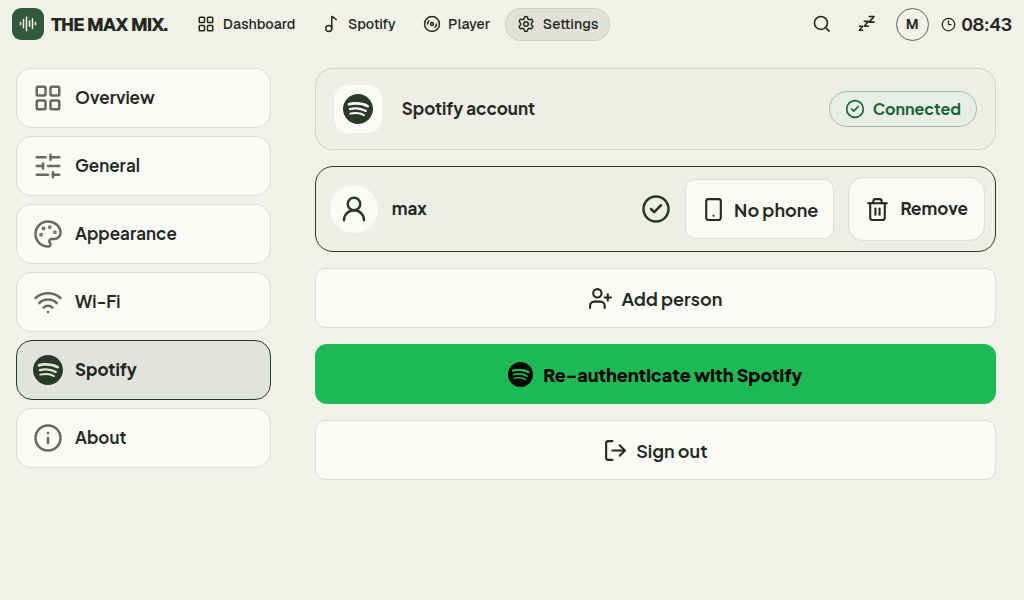 THE MAX MIX.
Dashboard
Spotify
Player
Settings
M
08:43
Overview
General
Appearance
Wi-Fi
Spotify
About
Spotify account
Connected
max
No phone
Remove
Add person
Re-authenticate with Spotify
Sign out